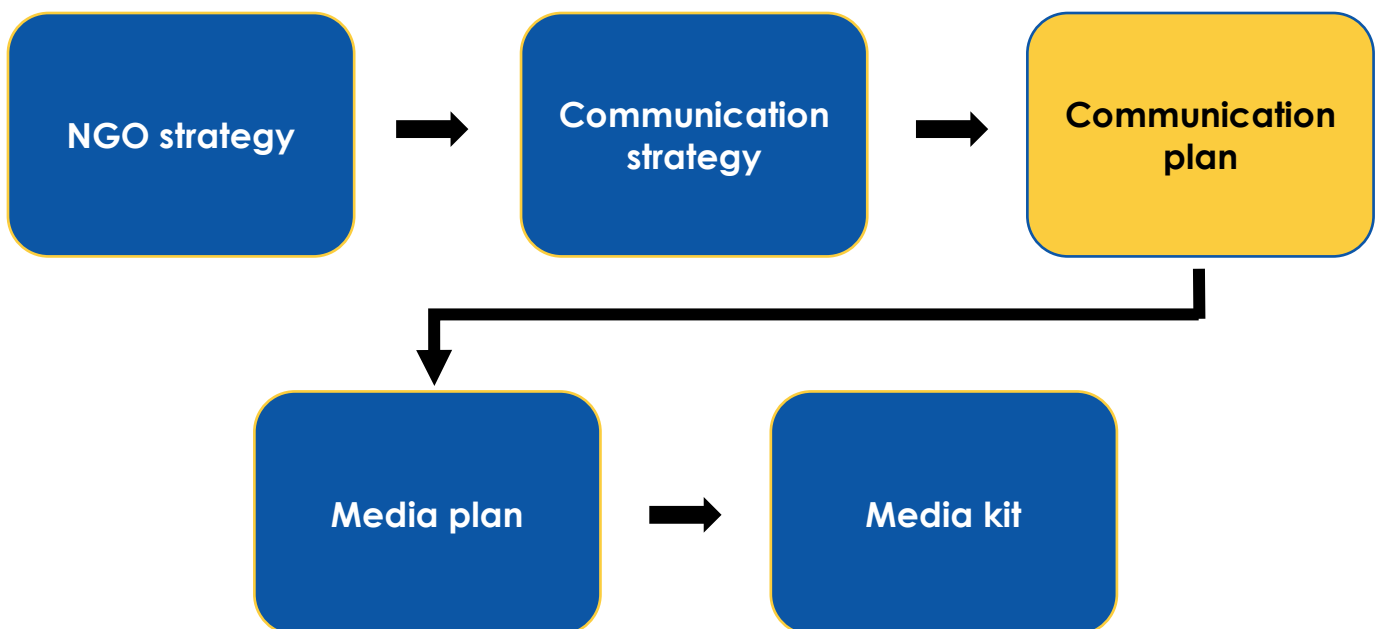 NGO strategy
Communication
strategy
Communication
plan
Media plan
Media kit